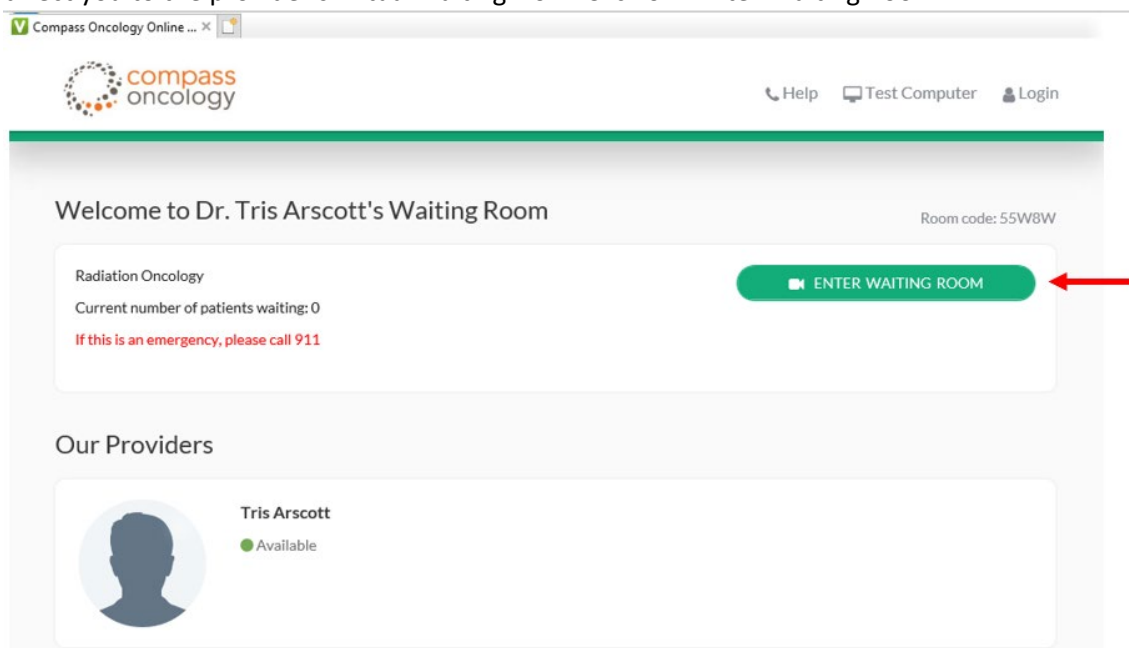 Compass Oncology Online ...
compass
oncology
Help Test Computer Login
Welcome to Dr. Tris Arscott's Waiting Room
Room code: 55W8W
Radiation Oncology
ENTER WAITING ROOM
Current number of patients waiting: 0
If this is an emergency, please call 911
Our Providers
Tris Arscott
Available